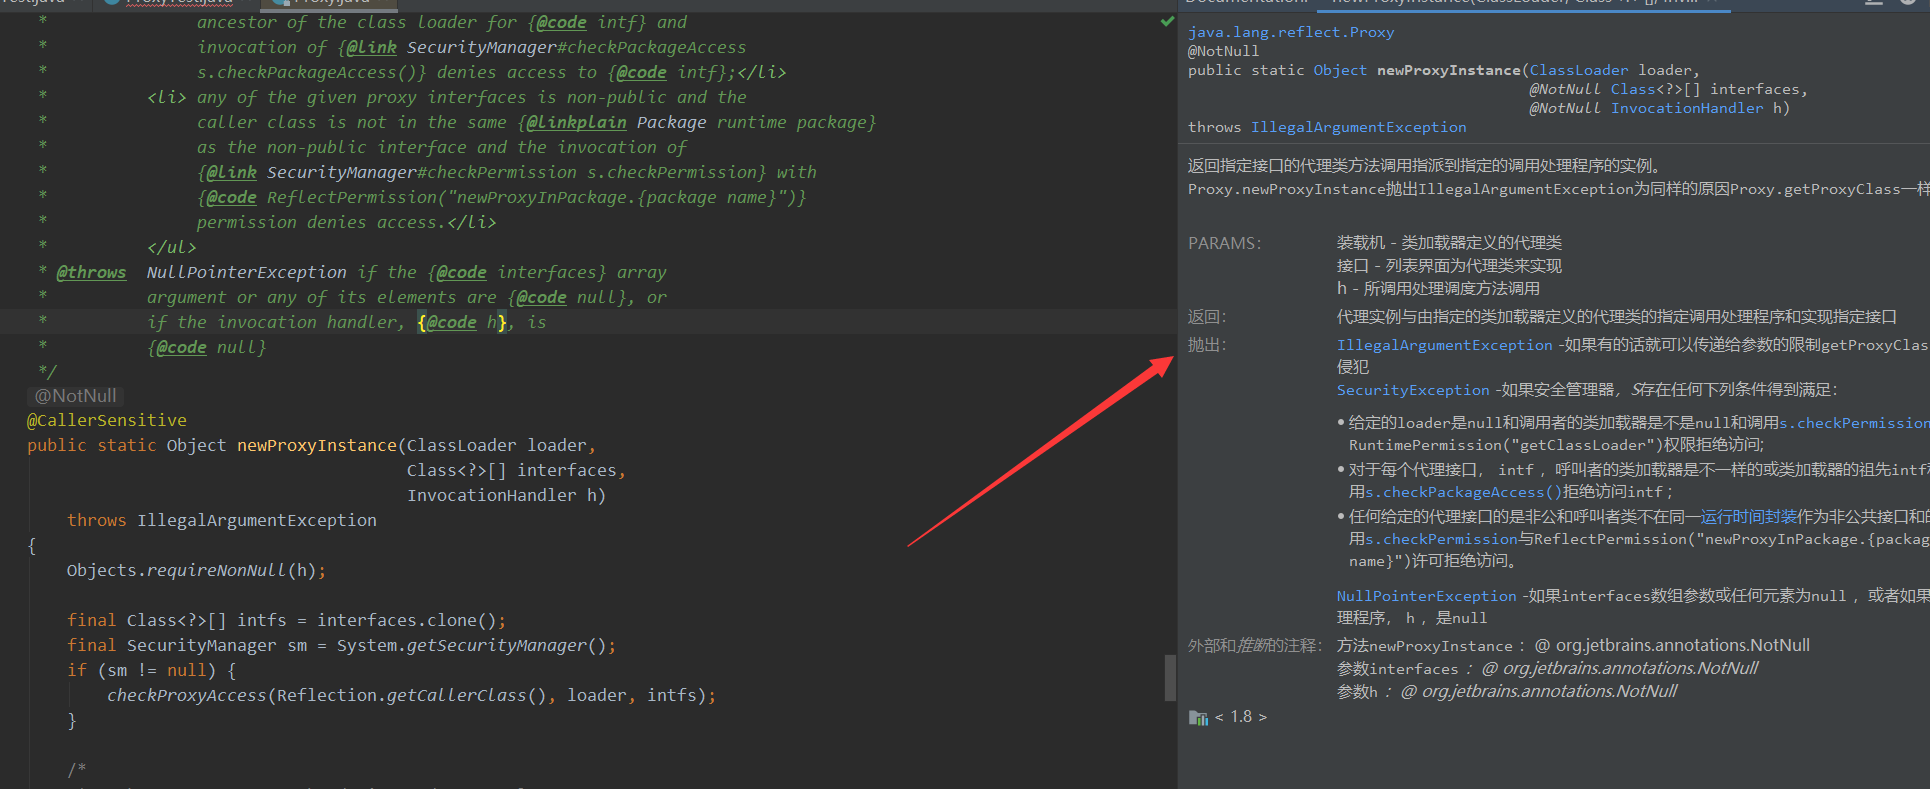 Proxy.java
*               ancestor of the class loader for {@code intf} and
*               invocation of {@link SecurityManager#checkPackageAccess
*               s.checkPackageAccess()} denies access to {@code intf};</li>
*          <li> any of the given proxy interfaces is non-public and the
*               caller class is not in the same {@linkplain Package runtime package}
*               as the non-public interface and the invocation of
*               {@link SecurityManager#checkPermission s.checkPermission} with
*               {@code ReflectPermission("newProxyInPackage.{package name}")}
*               permission denies access.</li>
*          </ul>
* @throws  NullPointerException if the {@code interfaces} array
*          argument or any of its elements are {@code null}, or
*          if the invocation handler, {@code h}, is
*          {@code null}
*/
@NotNull
@CallerSensitive
public static Object newProxyInstance(ClassLoader loader,
Class<?>[] interfaces,
InvocationHandler h)
throws IllegalArgumentException
{
Objects.requireNonNull(h);
final Class<?>[] intfs = interfaces.clone();
final SecurityManager sm = System.getSecurityManager();
if (sm != null) {
checkProxyAccess(Reflection.getCallerClass(), loader, intfs);
}
/*
java.lang.reflect.Proxy
@NotNull
public static Object newProxyInstance(ClassLoader loader,
@NotNull Class<?>[] interfaces,
@NotNull InvocationHandler h)
throws IllegalArgumentException
返回指定接口的代理类方法调用指派到指定的调用处理程序的实例。
Proxy.newProxyInstance抛出IllegalArgumentException为同样的原因Proxy.getProxyClass一样
PARAMS: 装载机 - 类加载器定义的代理类
接口 - 列表界面为代理类来实现
h - 所调用处理调度方法调用
返回: 代理实例与由指定的类加载器定义的代理类的指定调用处理程序和实现指定接口
抛出: IllegalArgumentException -如果有的话就可以传递给参数的限制getProxyClas
侵犯
SecurityException -如果安全管理器，S存在任何下列条件得到满足：
• 给定的loader是null和调用者的类加载器是不是null和调用s.checkPermission
RuntimePermission("getClassLoader")权限拒绝访问;
• 对于每个代理接口， intf ，呼叫者的类加载器是不一样的或类加载器的祖先intf
用s.checkPackageAccess()拒绝访问intf ;
• 任何给定的代理接口的是非公和呼叫者类不在同一运行时间封装作为非公共接口和的
用s.checkPermission与ReflectPermission("newProxyInPackage.{packag
name}")许可拒绝访问。
NullPointerException -如果interfaces数组参数或任何元素为null ，或者如果
理程序， h ，是null
外部和推断的注释: 方法newProxyInstance ：@ org.jetbrains.annotations.NotNull
参数interfaces ：@ org.jetbrains.annotations.NotNull
参数h ：@ org.jetbrains.annotations.NotNull
< 1.8 >